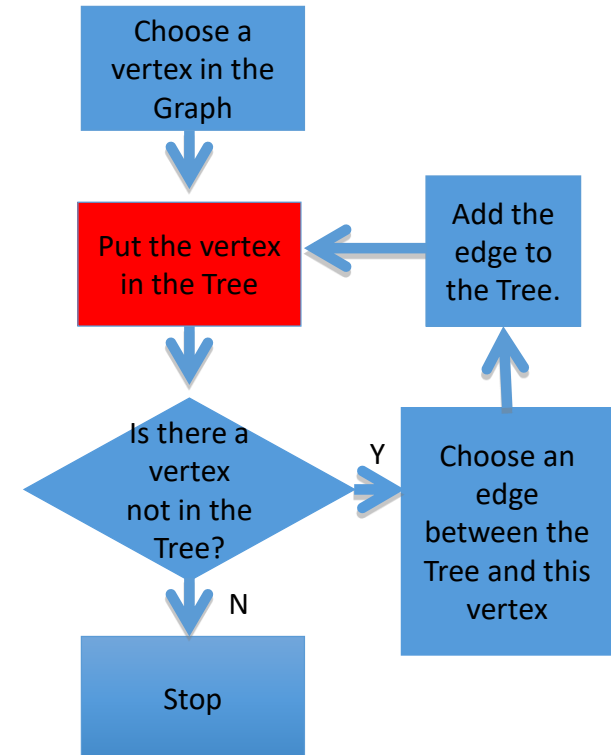 Choose a
vertex in the
Graph
Put the vertex
in the Tree
Add the
edge to
the Tree.
Is there a
vertex
not in the
Tree?
Y
Choose an
edge
between the
Tree and this
vertex
N
Stop